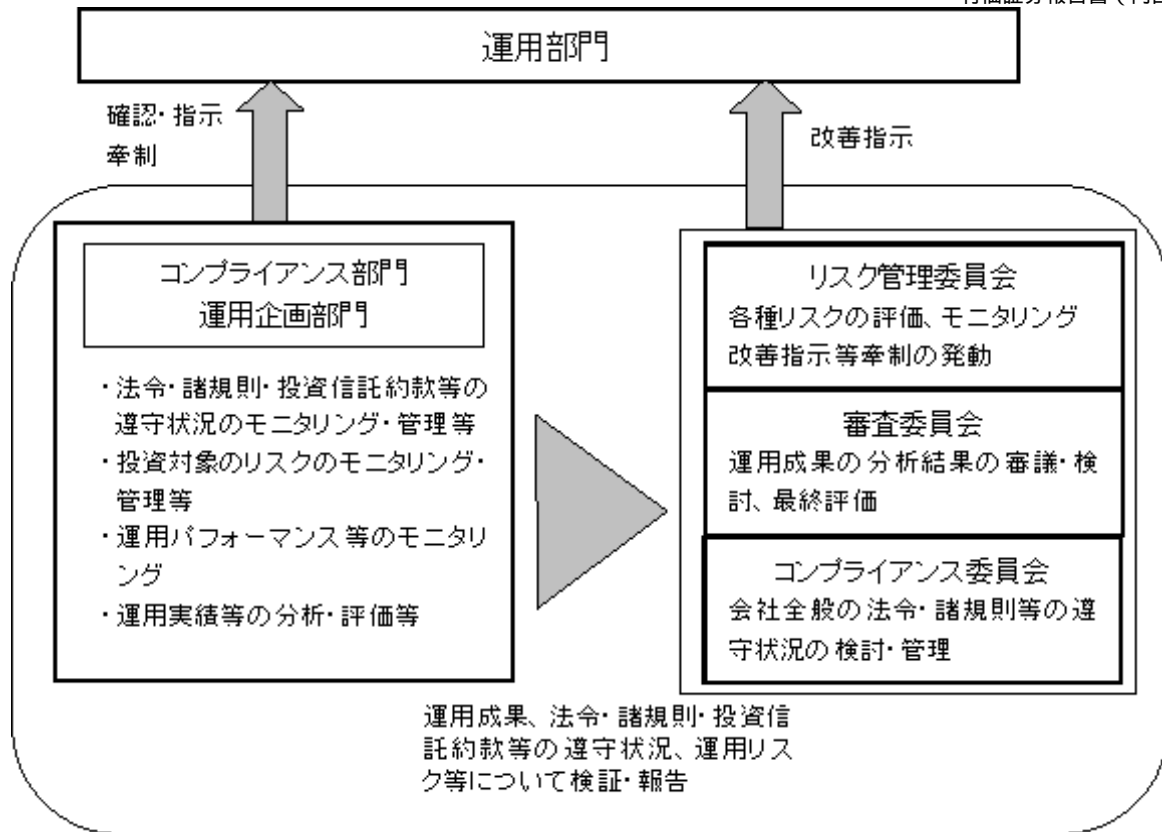 運用部門
確認・指示
牽制
改善指示
コンプライアンス部門
運用企画部門
・法令・諸規則・投資信託約款等の
遵守状況のモニタリング・管理等
・投資対象のリスクのモニタリング・
管理等
・運用パフォーマンス等のモニタリ
ング
・運用実績等の分析・評価等
リスク管理委員会
各種リスクの評価、モニタリング
改善指示等牽制の発動
審査委員会
運用成果の分析結果の審議・検
討、最終評価
コンプライアンス委員会
会社全般の法令・諸規則等の遵
守状況の検討・管理
運用成果、法令・諸規則・投資信
託約款等の遵守状況、運用リス
ク等について検証・報告